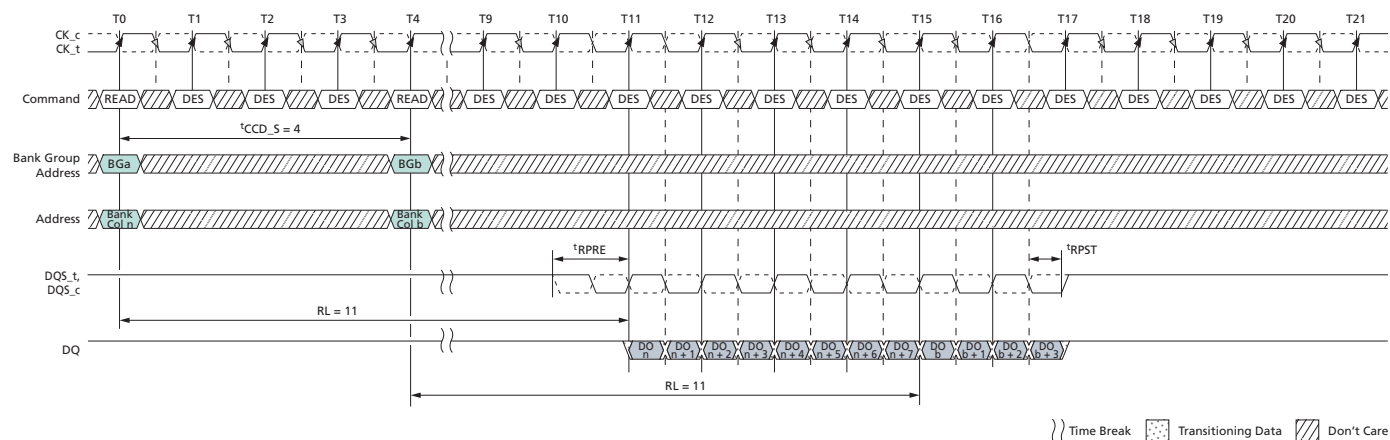 T0 T1 T2 T3 T4 T9 T10 T11 T12 T13 T14 T15 T16 T17 T18 T19 T20 T21
CK_c
CK_t
Command READ DES DES DES READ DES DES DES DES DES DES DES DES DES DES DES DES DES
tCCD_S = 4
Bank Group
Address
BGa BGb
Address
Bank
Col n
Bank
Col b
tRPRE tRPST
DQS_t,
DQS_c
RL = 11
DQ
DO
n
DO
n + 1
DO
n + 2
DO
n + 3
DO
n + 4
DO
n + 5
DO
n + 6
DO
n + 7
DO
b
DO
b + 1
DO
b + 2
DO
b + 3
RL = 11
Time Break Transitioning Data Don't Care